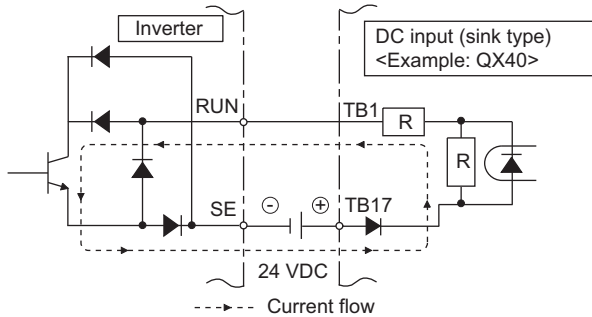 Inverter
DC input (sink type)
<Example: QX40>
RUN
TB1
R
R
SE
⊖
⊕
TB17
24 VDC
Current flow